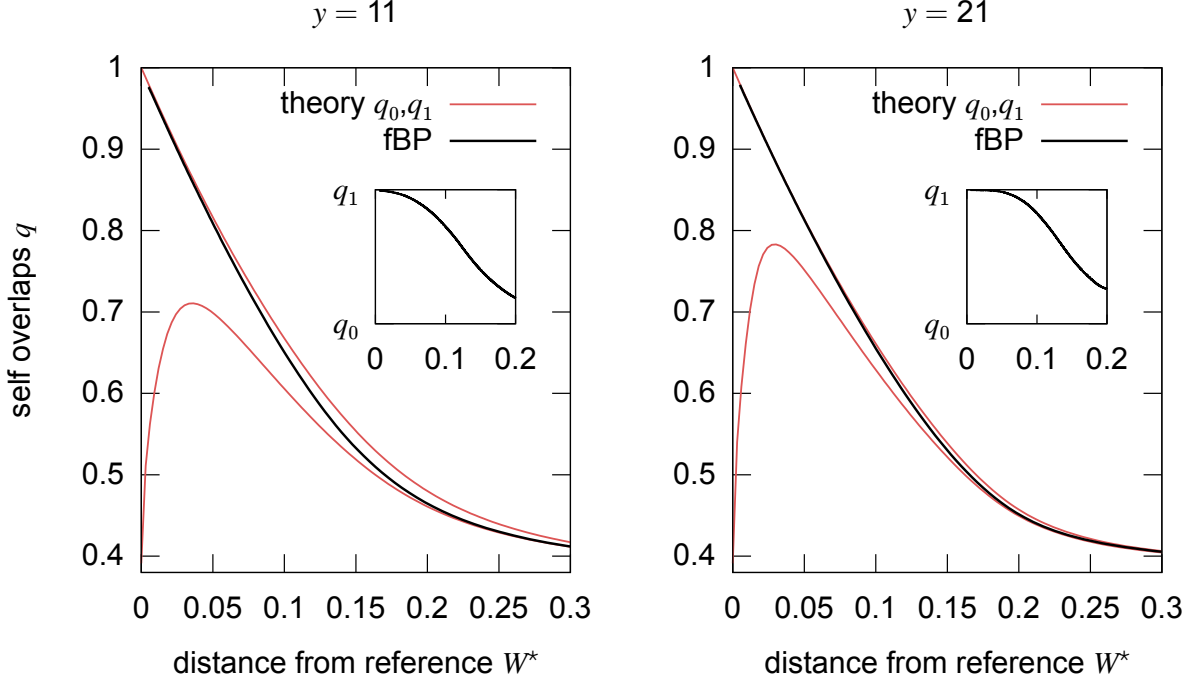 y = 11
self overlaps q
1
0.9
0.8
0.7
0.6
0.5
0.4
0
0.05
0.1
0.15
0.2
0.25
0.3
theory q0,q1
fBP
q1
q0
0
0.1
0.2
distance from reference W⋆
y = 21
1
0.9
0.8
0.7
0.6
0.5
0.4
0
0.05
0.1
0.15
0.2
0.25
0.3
theory q0,q1
fBP
q1
q0
0
0.1
0.2
distance from reference W⋆